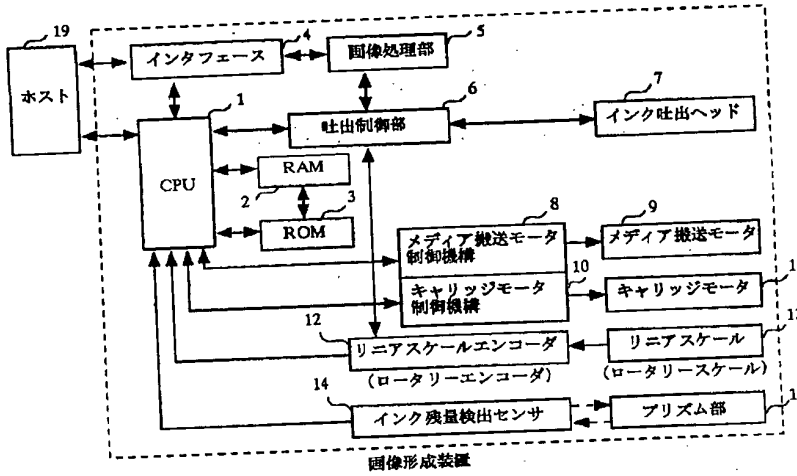 19
ホスト
4
インタフェース
5
画像処理部
1
CPU
6
吐出制御部
7
インク吐出ヘッド
RAM
2
3
ROM
8
メディア搬送モータ
制御機構
9
メディア搬送モータ
10
キャリッジモータ
制御機構
キャリッジモータ
12
リニアスケールエンコーダ
(ロータリーエンコーダ)
リニアスケール
(ロータリースケール)
14
インク残量検出センサ
プリズム部
画像形成装置